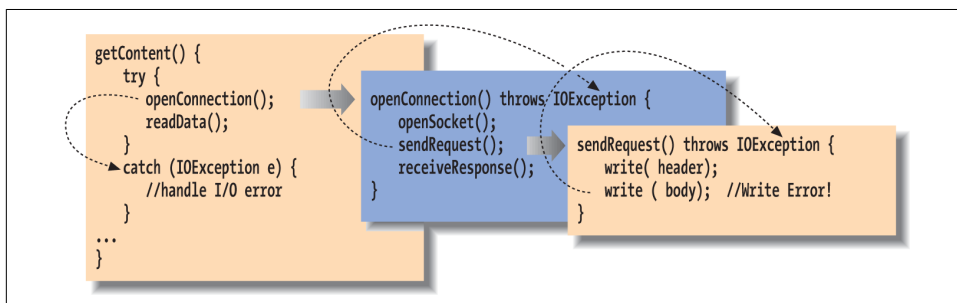 getContent() {
try {
openConnection();
readData();
}
catch (IOException e) {
//handle I/O error
}
...
}
openConnection() throws IOException {
openSocket();
sendRequest();
receiveResponse();
}
sendRequest() throws IOException {
write( header);
write ( body);  //Write Error!
}